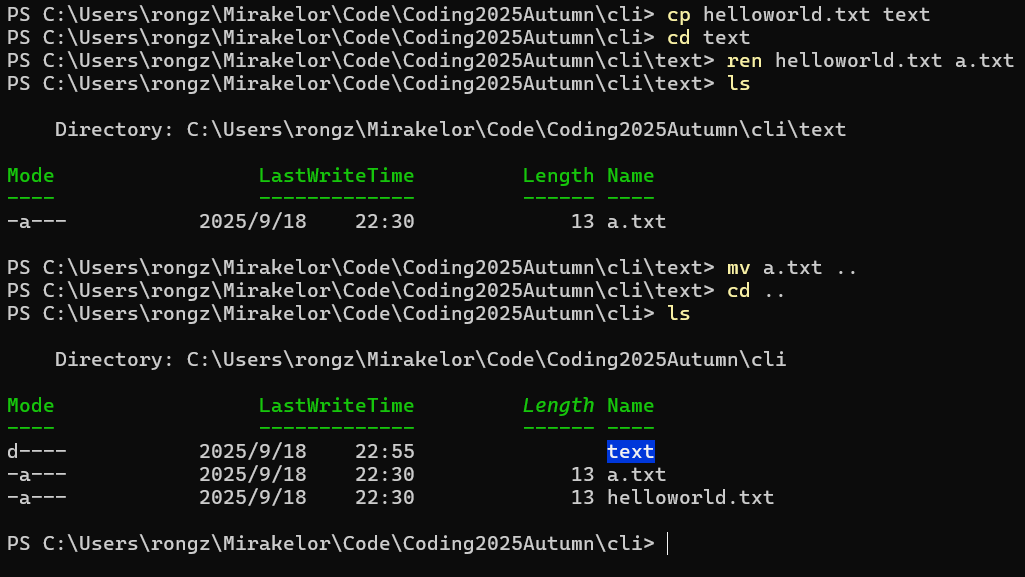 PS C:\Users\rongz\Mirakelor\Code\Coding2025Autumn\cli> cp helloworld.txt text
PS C:\Users\rongz\Mirakelor\Code\Coding2025Autumn\cli> cd text
PS C:\Users\rongz\Mirakelor\Code\Coding2025Autumn\cli\text> ren helloworld.txt a.txt
PS C:\Users\rongz\Mirakelor\Code\Coding2025Autumn\cli\text> ls

    Directory: C:\Users\rongz\Mirakelor\Code\Coding2025Autumn\cli\text

Mode                 LastWriteTime         Length Name
----                 -------------         ------ ----
-a---           2025/9/18    22:30             13 a.txt

PS C:\Users\rongz\Mirakelor\Code\Coding2025Autumn\cli\text> mv a.txt ..
PS C:\Users\rongz\Mirakelor\Code\Coding2025Autumn\cli\text> cd ..
PS C:\Users\rongz\Mirakelor\Code\Coding2025Autumn\cli> ls

    Directory: C:\Users\rongz\Mirakelor\Code\Coding2025Autumn\cli

Mode                 LastWriteTime         Length Name
----                 -------------         ------ ----
d----           2025/9/18    22:55                text
-a---           2025/9/18    22:30             13 a.txt
-a---           2025/9/18    22:30             13 helloworld.txt

PS C:\Users\rongz\Mirakelor\Code\Coding2025Autumn\cli>